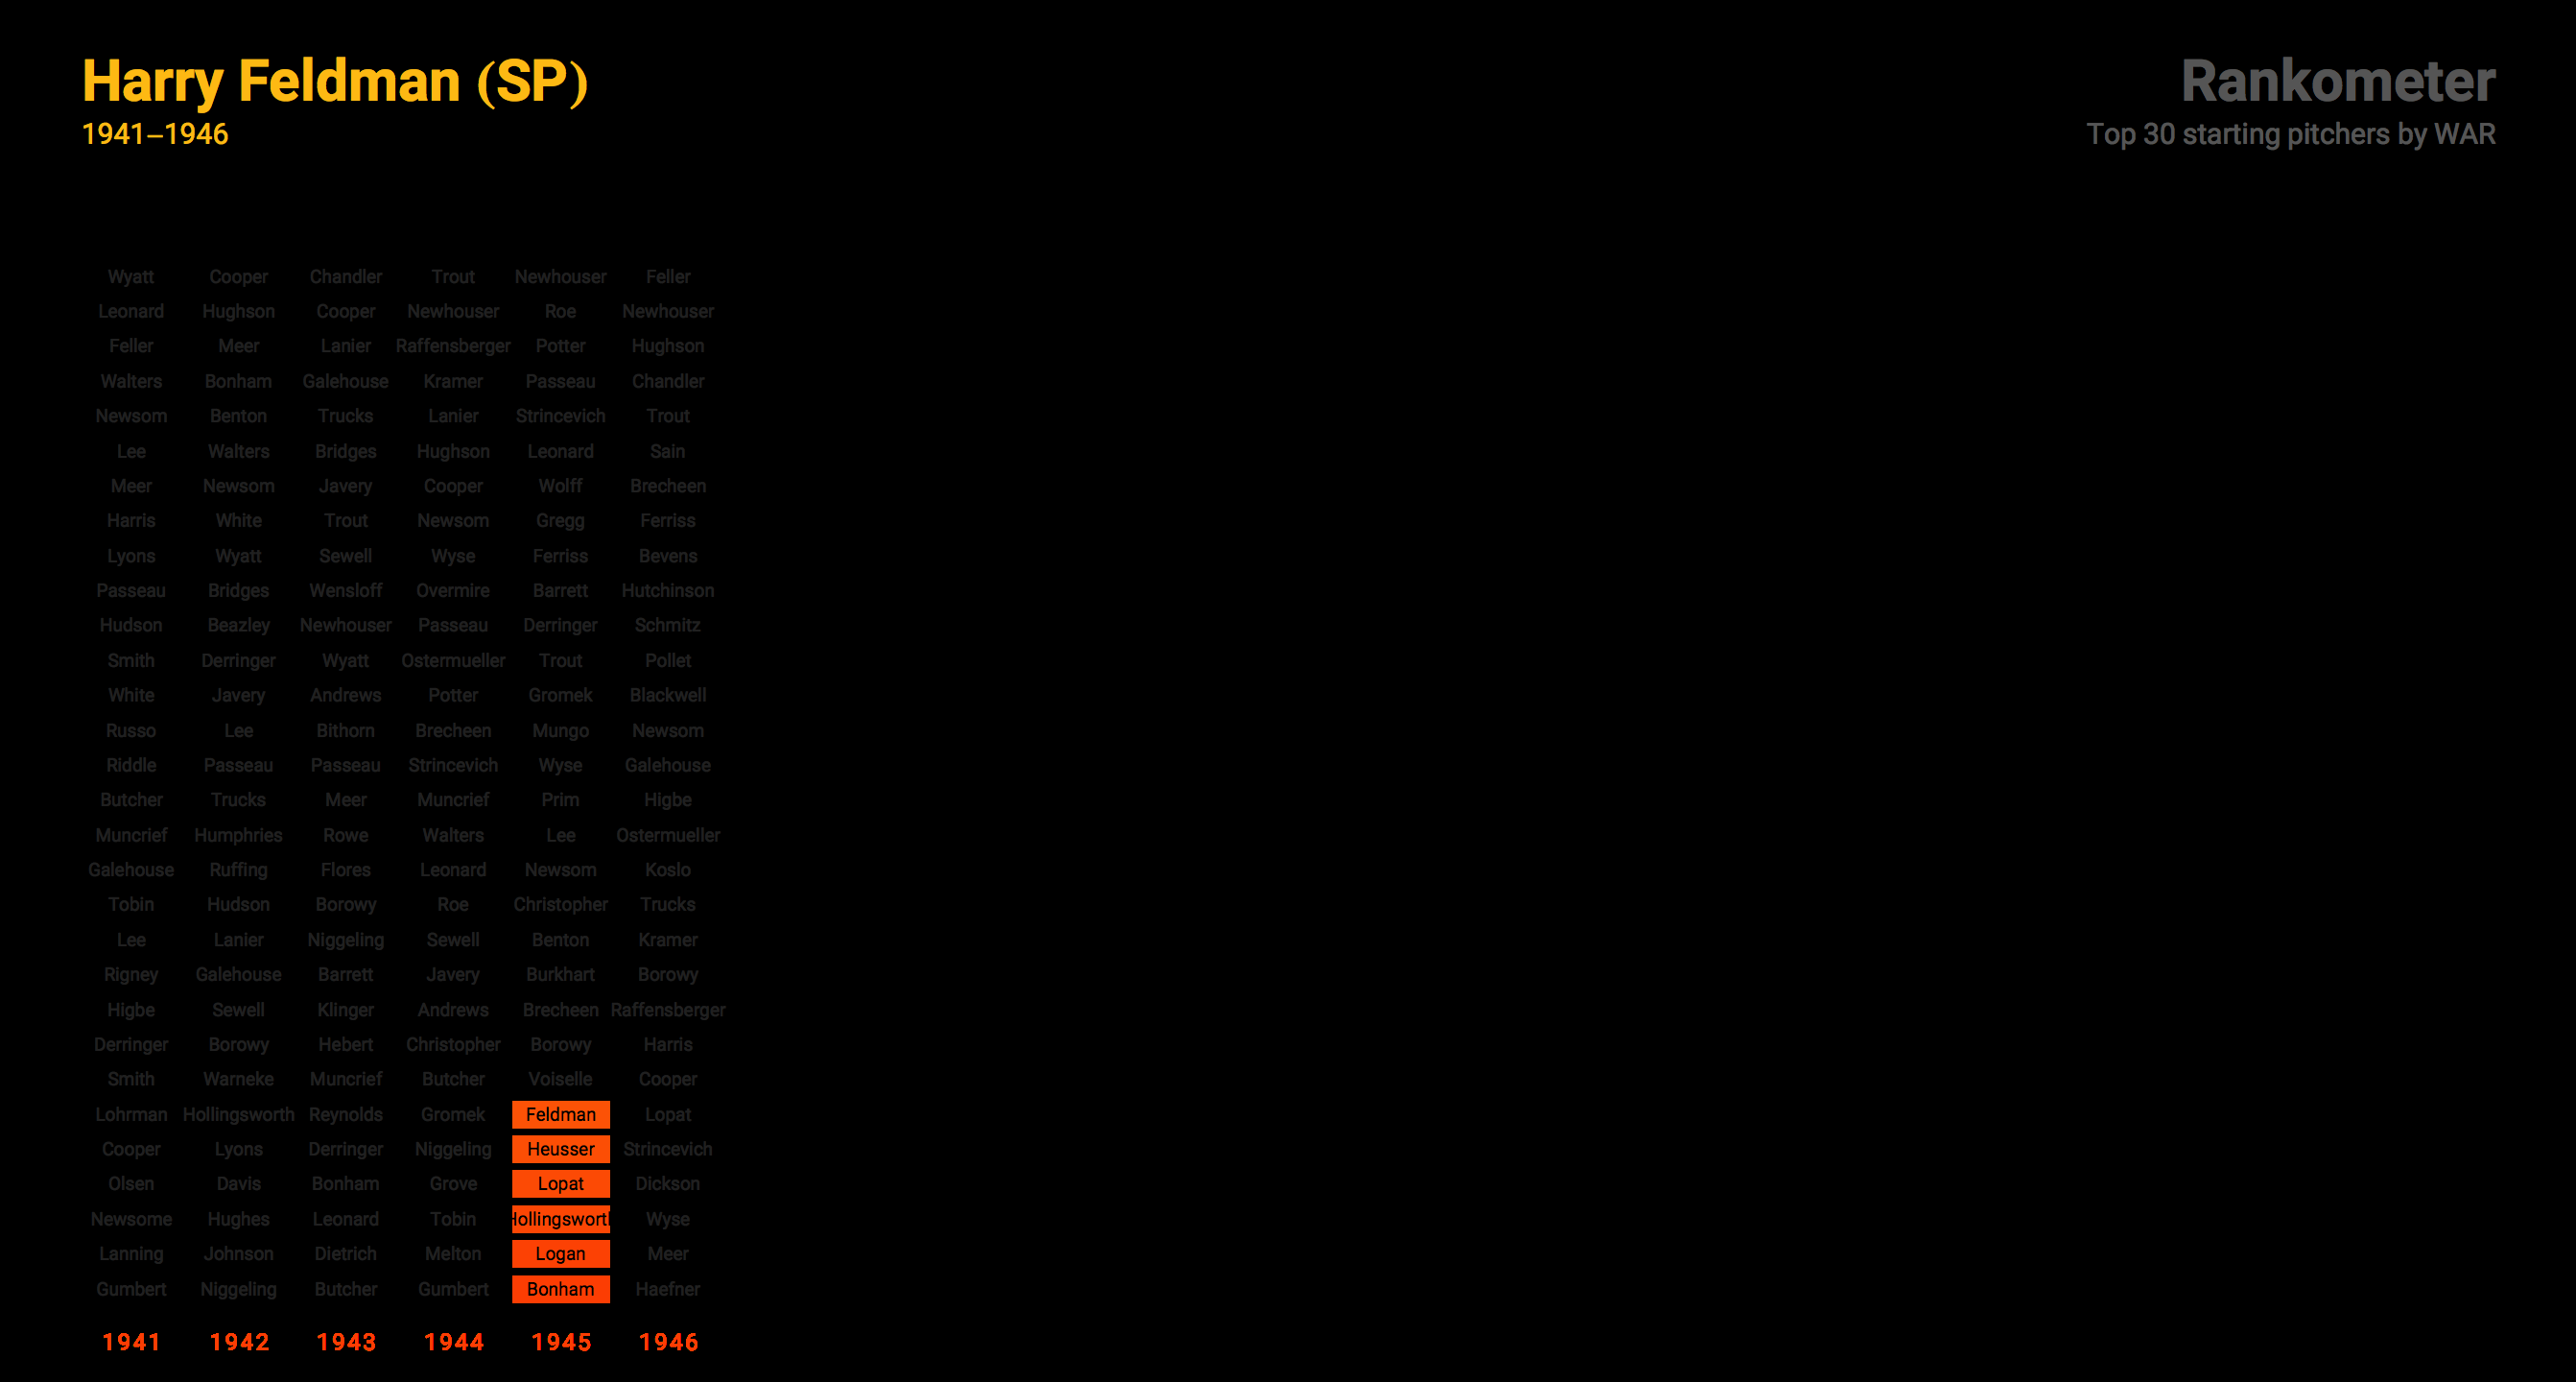 Harry Feldman (SP)
1941–1946
Rankometer
Top 30 starting pitchers by WAR
Wyatt Cooper Chandler Trout Newhouser Feller
Leonard Hughson Cooper Newhouser Roe Newhouser
Feller Meer Lanier Raffensberger Potter Hughson
Walters Bonham Galehouse Kramer Passeau Chandler
Newsom Benton Trucks Lanier Strincevich Trout
Lee Walters Bridges Hughson Leonard Sain
Meer Newsom Javery Cooper Wolff Brecheen
Harris White Trout Newsom Gregg Ferriss
Lyons Wyatt Sewell Wyse Ferriss Bevens
Passeau Bridges Wensloff Overmire Barrett Hutchinson
Hudson Beazley Newhouser Passeau Derringer Schmitz
Smith Derringer Wyatt Ostermueller Trout Pollet
White Javery Andrews Potter Gromek Blackwell
Russo Lee Bithorn Brecheen Mungo Newsom
Riddle Passeau Passeau Strincevich Wyse Galehouse
Butcher Trucks Meer Muncrief Prim Higbe
Muncrief Humphries Rowe Walters Lee Ostermueller
Galehouse Ruffing Flores Leonard Newsom Koslo
Tobin Hudson Borowy Roe Christopher Trucks
Lee Lanier Niggeling Sewell Benton Kramer
Rigney Galehouse Barrett Javery Burkhart Borowy
Higbe Sewell Klinger Andrews Brecheen Raffensberger
Derringer Borowy Hebert Christopher Borowy Harris
Smith Warneke Muncrief Butcher Voiselle Cooper
Lohrman Hollingsworth Reynolds Gromek Feldman Lopat
Cooper Lyons Derringer Niggeling Heusser Strincevich
Olsen Davis Bonham Grove Lopat Dickson
Newsome Hughes Leonard Tobin Hollingsworth Wyse
Lanning Johnson Dietrich Melton Logan Meer
Gumbert Niggeling Butcher Gumbert Bonham Haefner
1941 1942 1943 1944 1945 1946